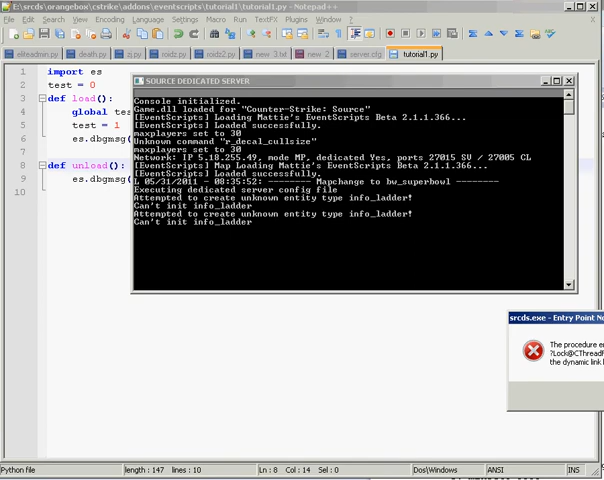 E:\srcds\orangebox\cstrike\addons\eventscripts\tutorial1\tutorial1.py - Notepad++
File Edit Search View Encoding Language Settings Macro Run TextFX Plugins Window ?
eliteadmin.py death.py zj.py roidz.py roidz2.py new 3.txt new 2 server.cfg tutorial1.py
1 import es
2 test = 0
3 def load():
4 global tes
5 test = 1
6 es.dbgmsg(
7
8 def unload():
9 es.dbgmsg(
10
SOURCE DEDICATED SERVER
Console initialized.
Game.dll loaded for "Counter-Strike: Source"
[EventScripts] Loading Mattie's EventScripts Beta 2.1.1.366...
[EventScripts] Loaded successfully.
maxplayers set to 30
Unknown command "r_decal_cullsize"
maxplayers set to 30
Network: IP 5.18.255.49, mode MP, dedicated Yes, ports 27015 SV / 27005 CL
[EventScripts] Map Loading Mattie's EventScripts Beta 2.1.1.366...
[EventScripts] Loaded successfully.
L 05/31/2011 - 08:35:52: -------- Mapchange to bw_superbowl --------
Executing dedicated server config file
Attempted to create unknown entity type info_ladder!
Can't init info_ladder
Attempted to create unknown entity type info_ladder!
Can't init info_ladder
srcds.exe - Entry Point No
The procedure en
?Lock@CThreadF
the dynamic link l
Python file length : 147 lines : 10 Ln : 8 Col : 14 Sel : 0 Dos\Windows ANSI INS